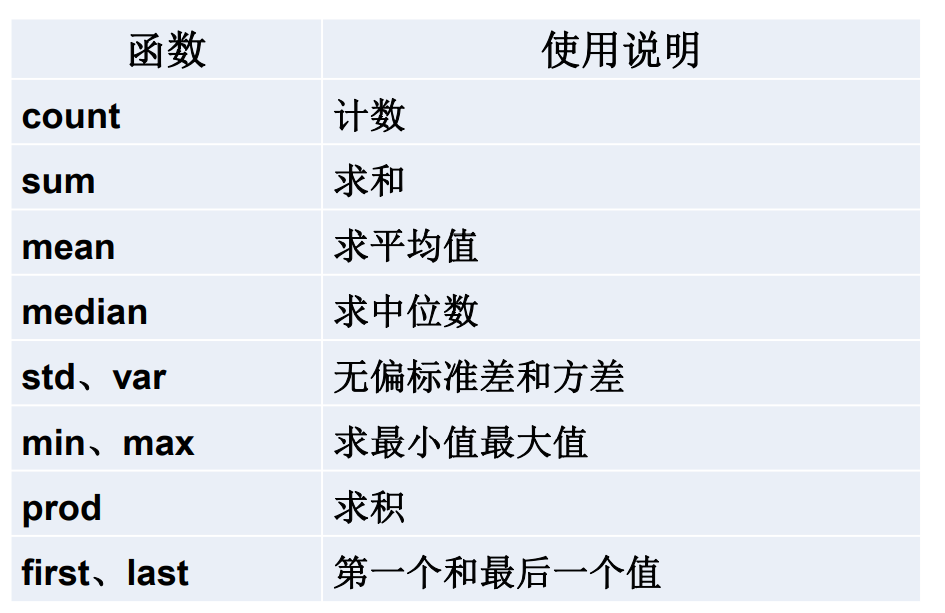 函数 使用说明
count 计数
sum 求和
mean 求平均值
median 求中位数
std、var 无偏标准差和方差
min、max 求最小值最大值
prod 求积
first、last 第一个和最后一个值